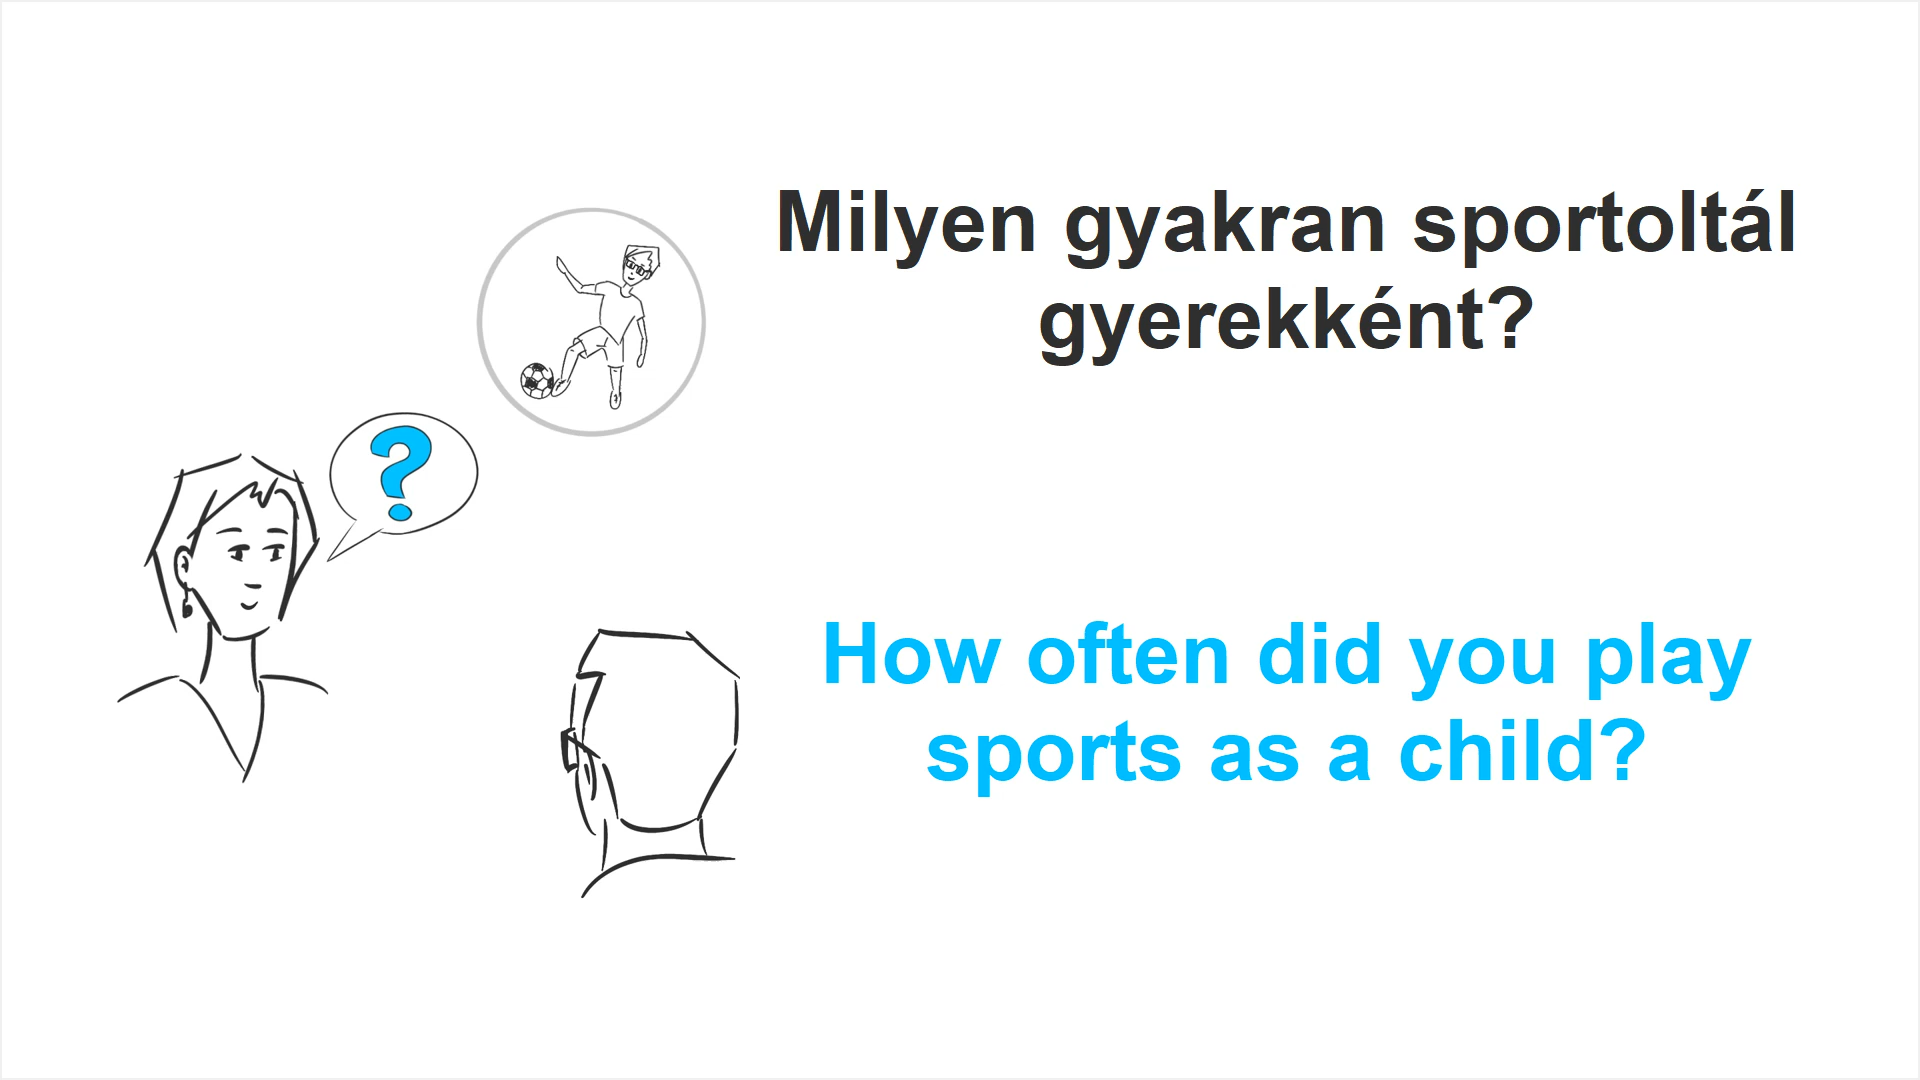 Milyen gyakran sportoltál
gyerekként?
How often did you play
sports as a child?